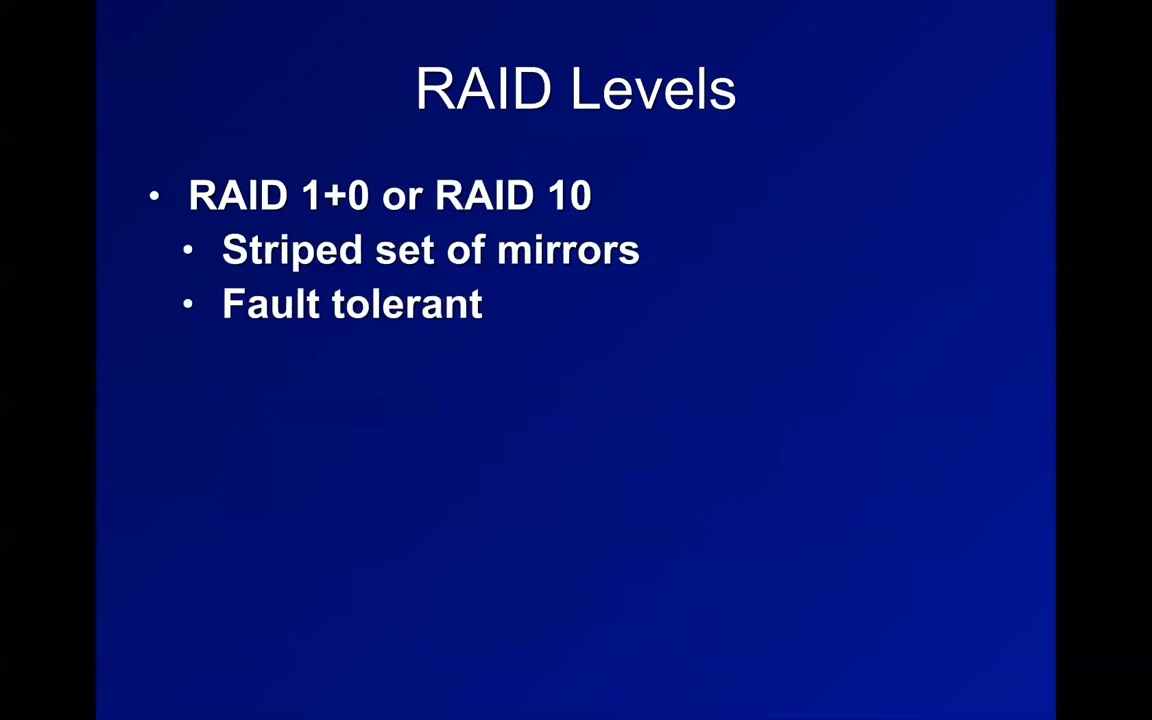 RAID Levels
• RAID 1+0 or RAID 10
• Striped set of mirrors
• Fault tolerant